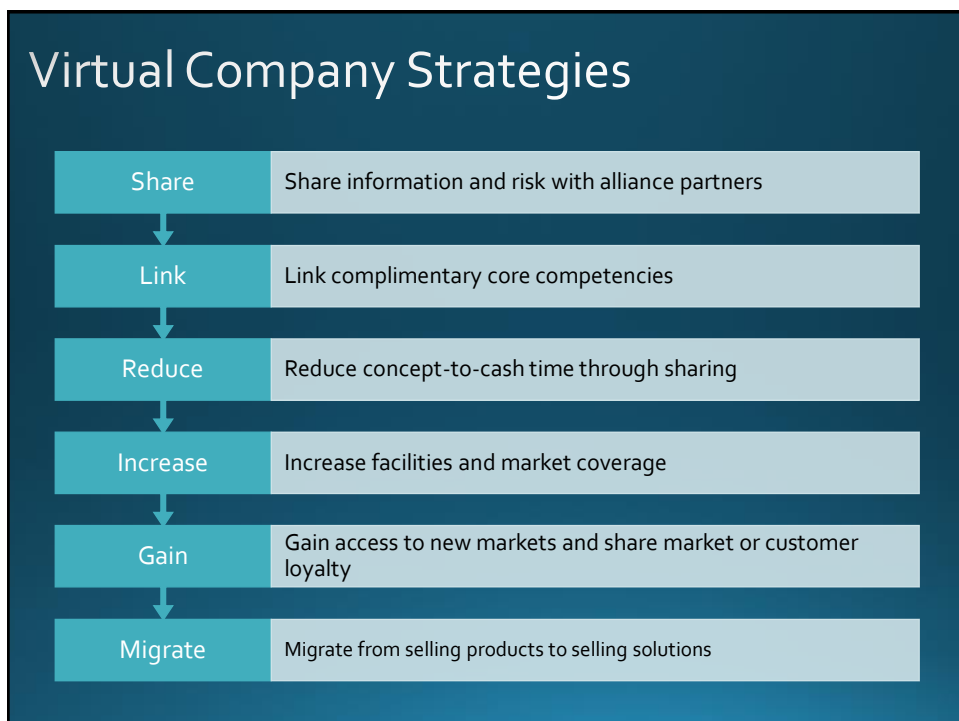 Virtual Company Strategies
Share
Share information and risk with alliance partners
Link
Link complimentary core competencies
Reduce
Reduce concept-to-cash time through sharing
Increase
Increase facilities and market coverage
Gain
Gain access to new markets and share market or customer
loyalty
Migrate
Migrate from selling products to selling solutions